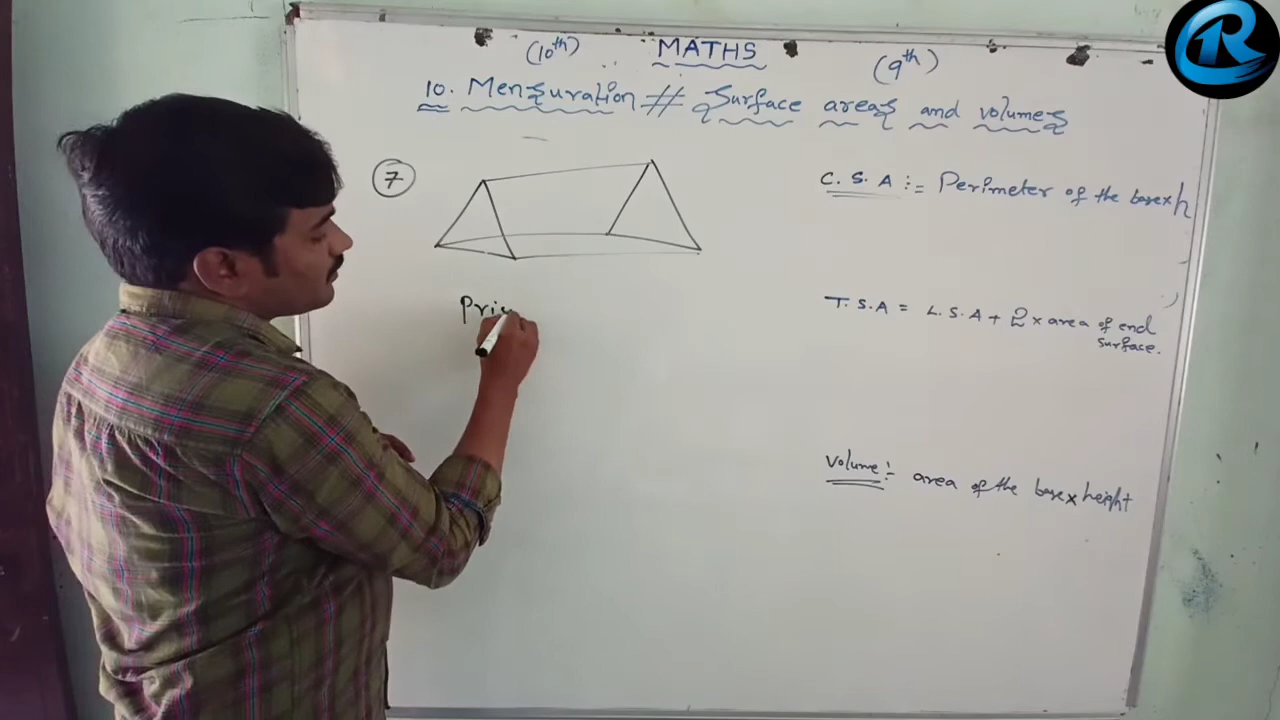 (10th) MATHS (9th)
10. Mensuration # Surface areas and volumes
7
C.S.A := Perimeter of the base x h
Pri
T.S.A = L.S.A + 2 x area of end
surface.
Volume :- area of the base x height
R